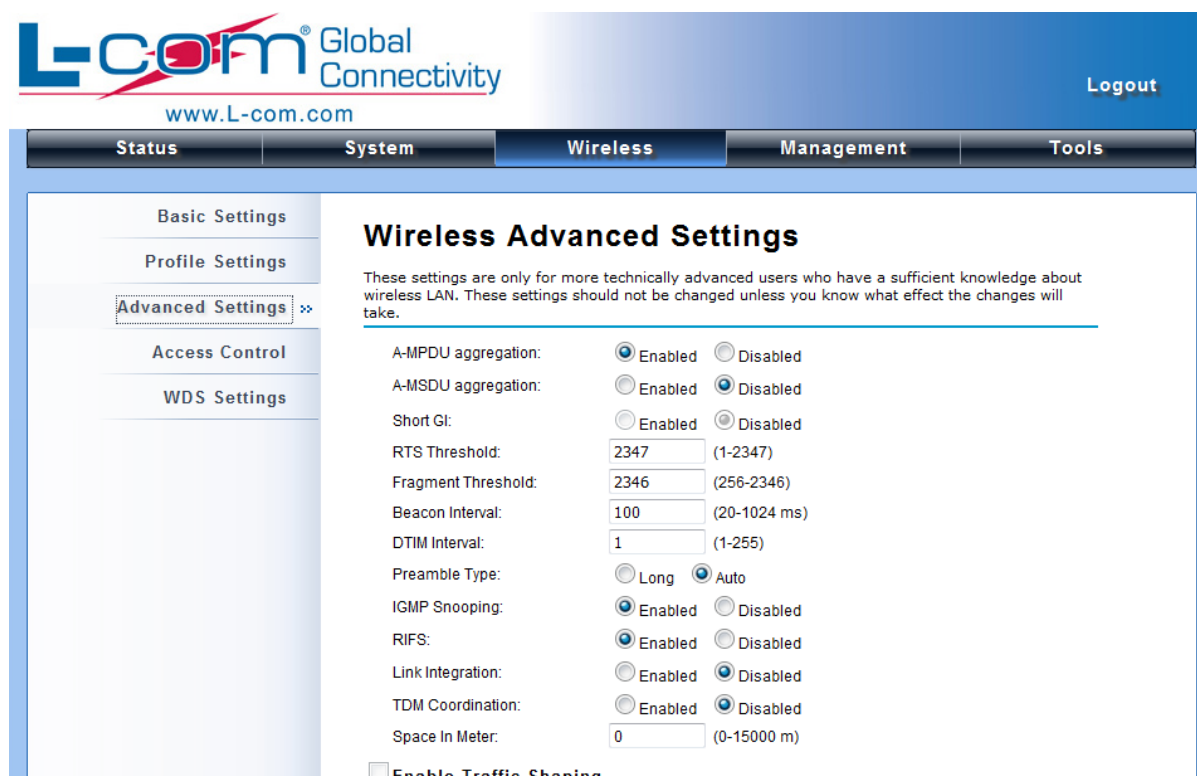 L-com® Global
Connectivity
www.L-com.com
Logout
Status System Wireless Management Tools
Basic Settings
Profile Settings
Advanced Settings »
Access Control
WDS Settings
Wireless Advanced Settings
These settings are only for more technically advanced users who have a sufficient knowledge about
wireless LAN. These settings should not be changed unless you know what effect the changes will
take.
A-MPDU aggregation: Enabled Disabled
A-MSDU aggregation: Enabled Disabled
Short GI: Enabled Disabled
RTS Threshold: 2347 (1-2347)
Fragment Threshold: 2346 (256-2346)
Beacon Interval: 100 (20-1024 ms)
DTIM Interval: 1 (1-255)
Preamble Type: Long Auto
IGMP Snooping: Enabled Disabled
RIFS: Enabled Disabled
Link Integration: Enabled Disabled
TDM Coordination: Enabled Disabled
Space In Meter: 0 (0-15000 m)
Enable Traffic Shaping